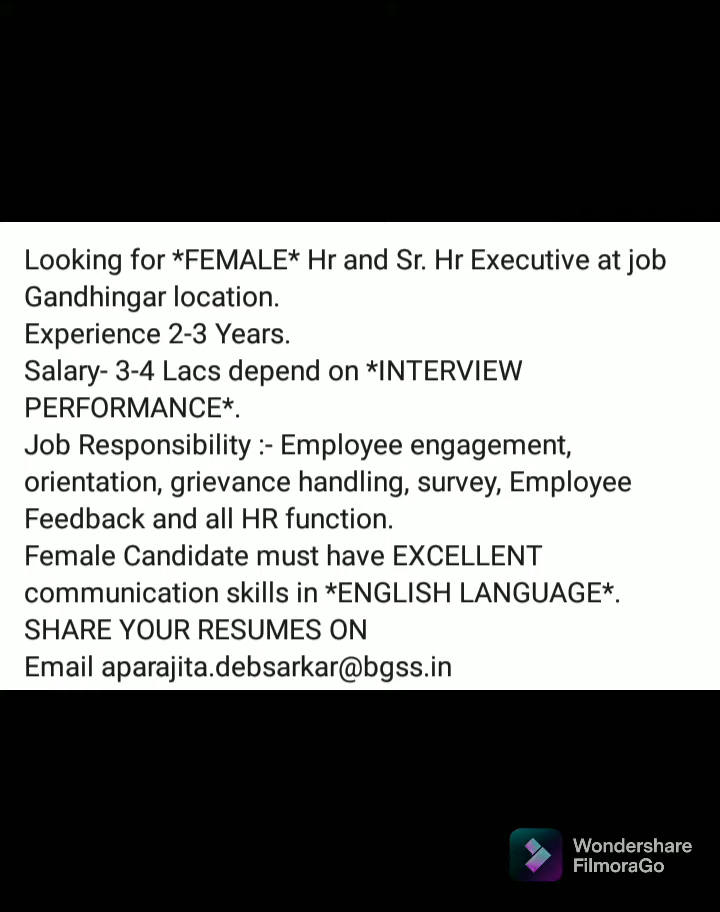 Looking for *FEMALE* Hr and Sr. Hr Executive at job
Gandhingar location.
Experience 2-3 Years.
Salary- 3-4 Lacs depend on *INTERVIEW
PERFORMANCE*.
Job Responsibility :- Employee engagement,
orientation, grievance handling, survey, Employee
Feedback and all HR function.
Female Candidate must have EXCELLENT
communication skills in *ENGLISH LANGUAGE*.
SHARE YOUR RESUMES ON
Email aparajita.debsarkar@bgss.in
Wondershare
FilmoraGo